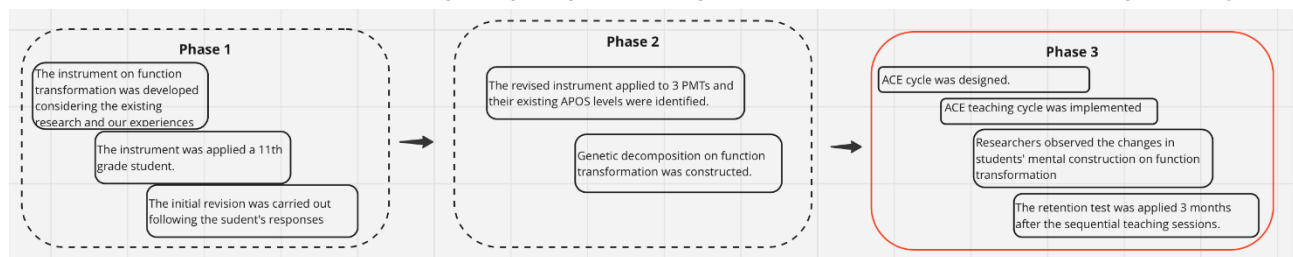 Phase 1
The instrument on function
transformation was developed
considering the existing
research and our experiences
The instrument was applied a 11th
grade student.
The initial revision was carried out
following the sudent's responses
Phase 2
The revised instrument applied to 3 PMTs and
their existing APOS levels were identified.
Genetic decomposition on function
transformation was constructed.
Phase 3
ACE cycle was designed.
ACE teaching cycle was implemented
Researchers observed the changes in
students' mental construction on function
transformation
The retention test was applied 3 months
after the sequential teaching sessions.